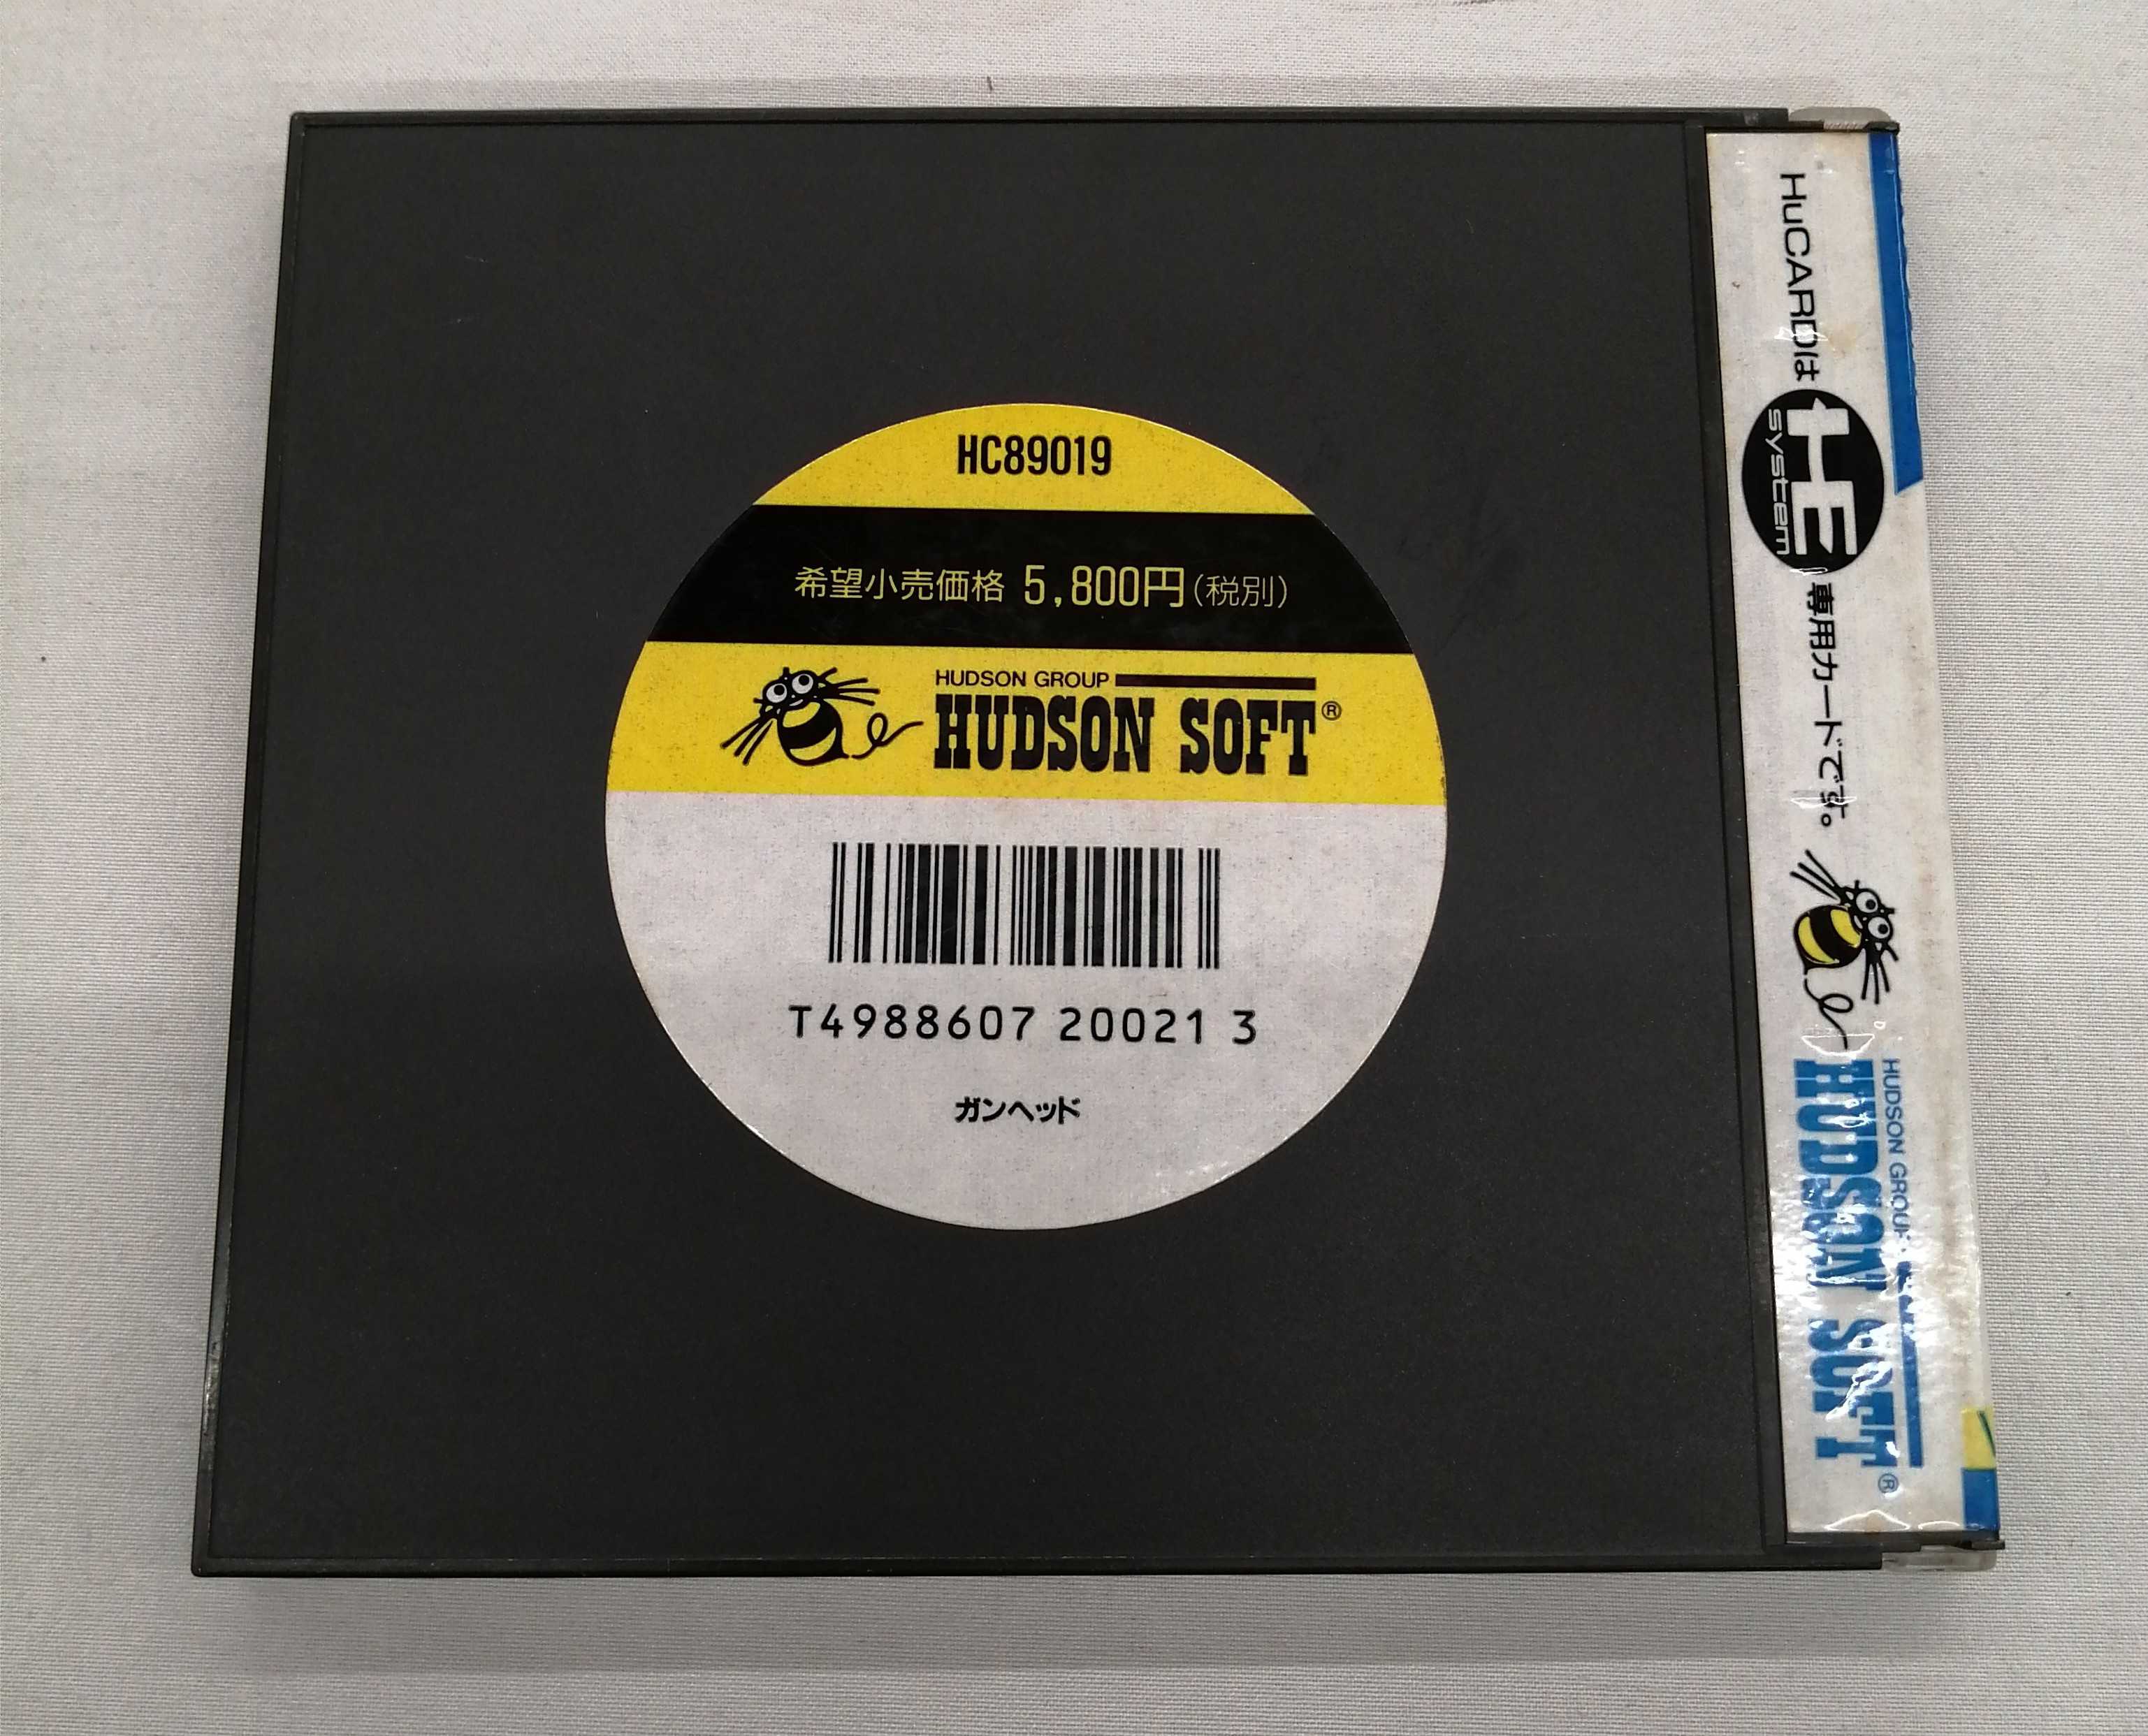 HC89019
希望小売価格 5,800円(税別)
HUDSON GROUP
HUDSON SOFT®
T4988607 20021 3
ガンヘッド
HuCARDは HE system 専用カードです。
HUDSON GROUP
HUDSON SOFT®